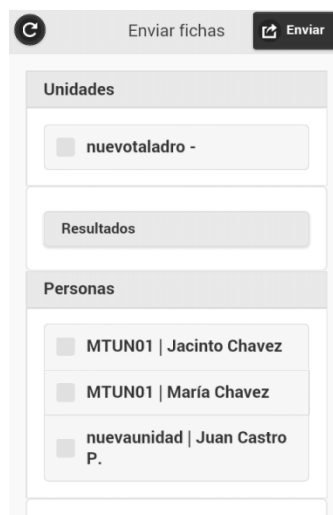 Enviar fichas
Enviar
Unidades
nuevotaladro -
Resultados
Personas
MTUN01 | Jacinto Chavez
MTUN01 | María Chavez
nuevaunidad | Juan Castro
P.